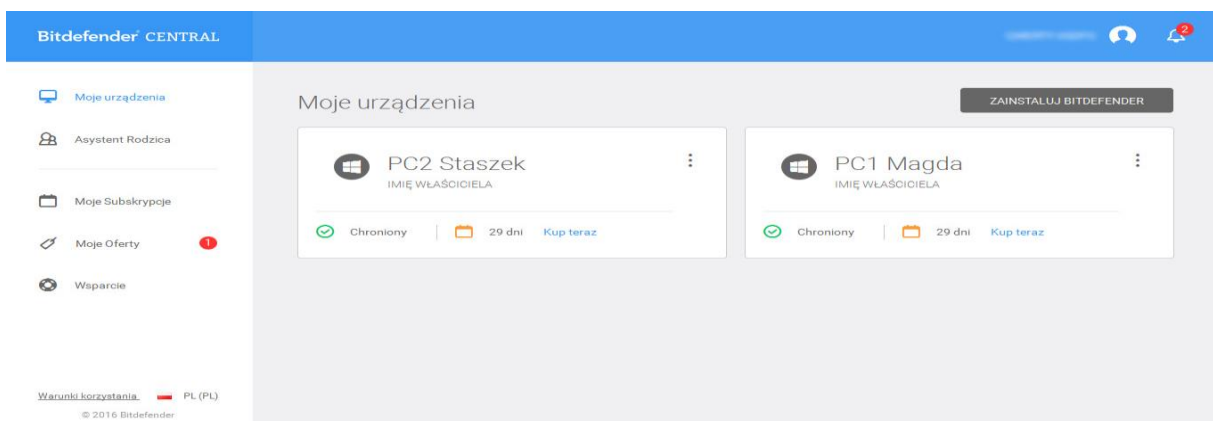 Bitdefender CENTRAL
2
Moje urządzenia
Asystent Rodzica
Moje Subskrypcje
Moje Oferty 1
Wsparcie
Warunki korzystania. PL (PL)
© 2016 Bitdefender
Moje urządzenia
ZAINSTALUJ BITDEFENDER
PC2 Staszek
IMIĘ WŁAŚCICIELA
Chroniony 29 dni Kup teraz
PC1 Magda
IMIĘ WŁAŚCICIELA
Chroniony 29 dni Kup teraz